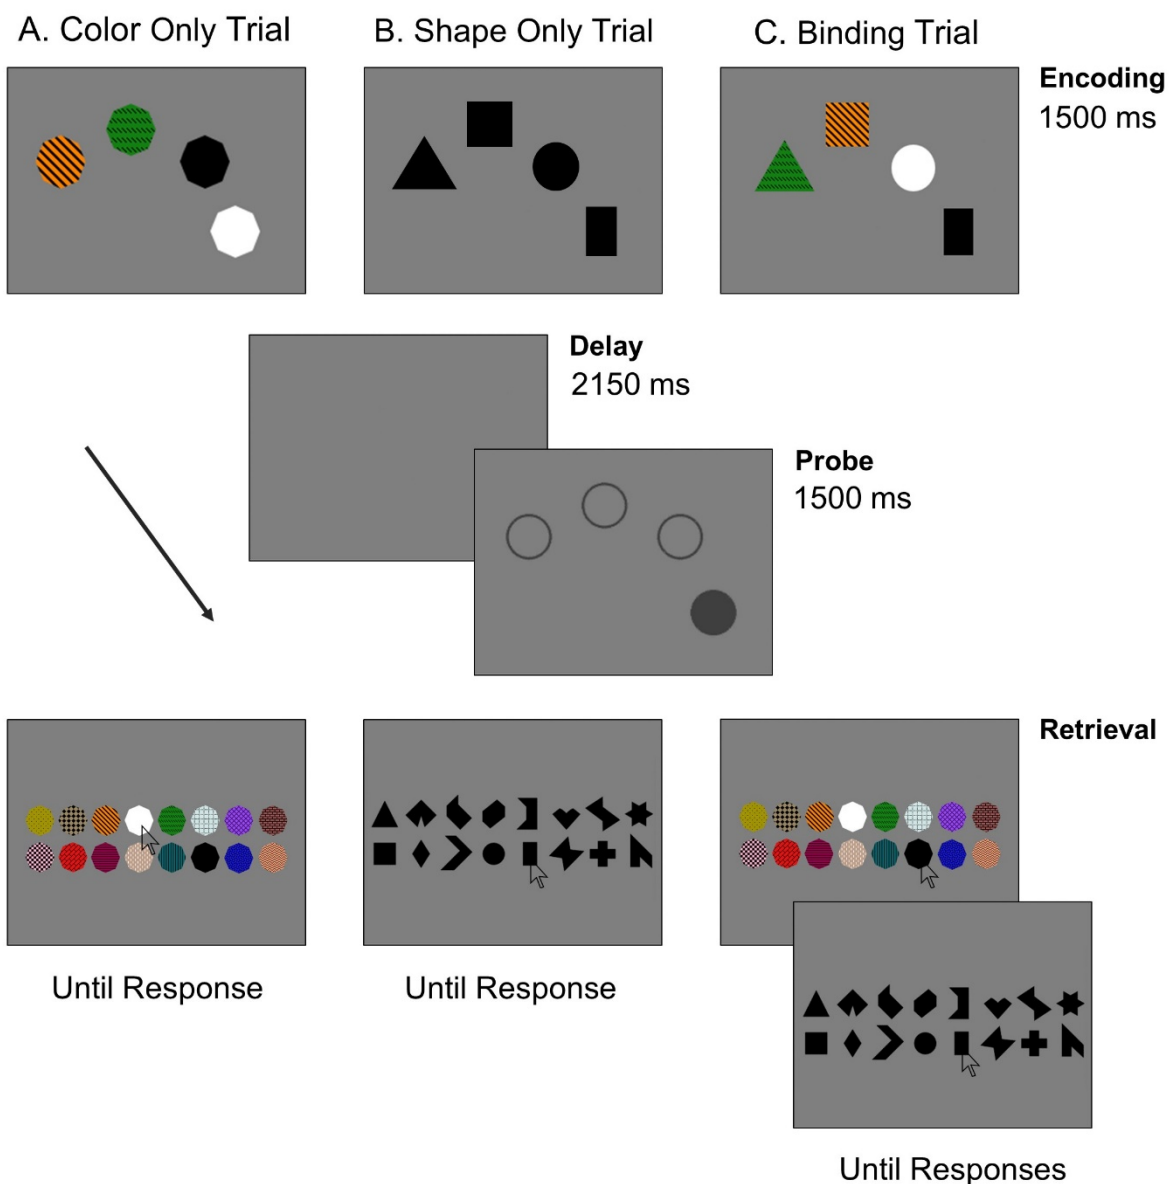 A. Color Only Trial
B. Shape Only Trial
C. Binding Trial
Encoding
1500 ms
Delay
2150 ms
Probe
1500 ms
Retrieval
Until Response
Until Response
Until Responses